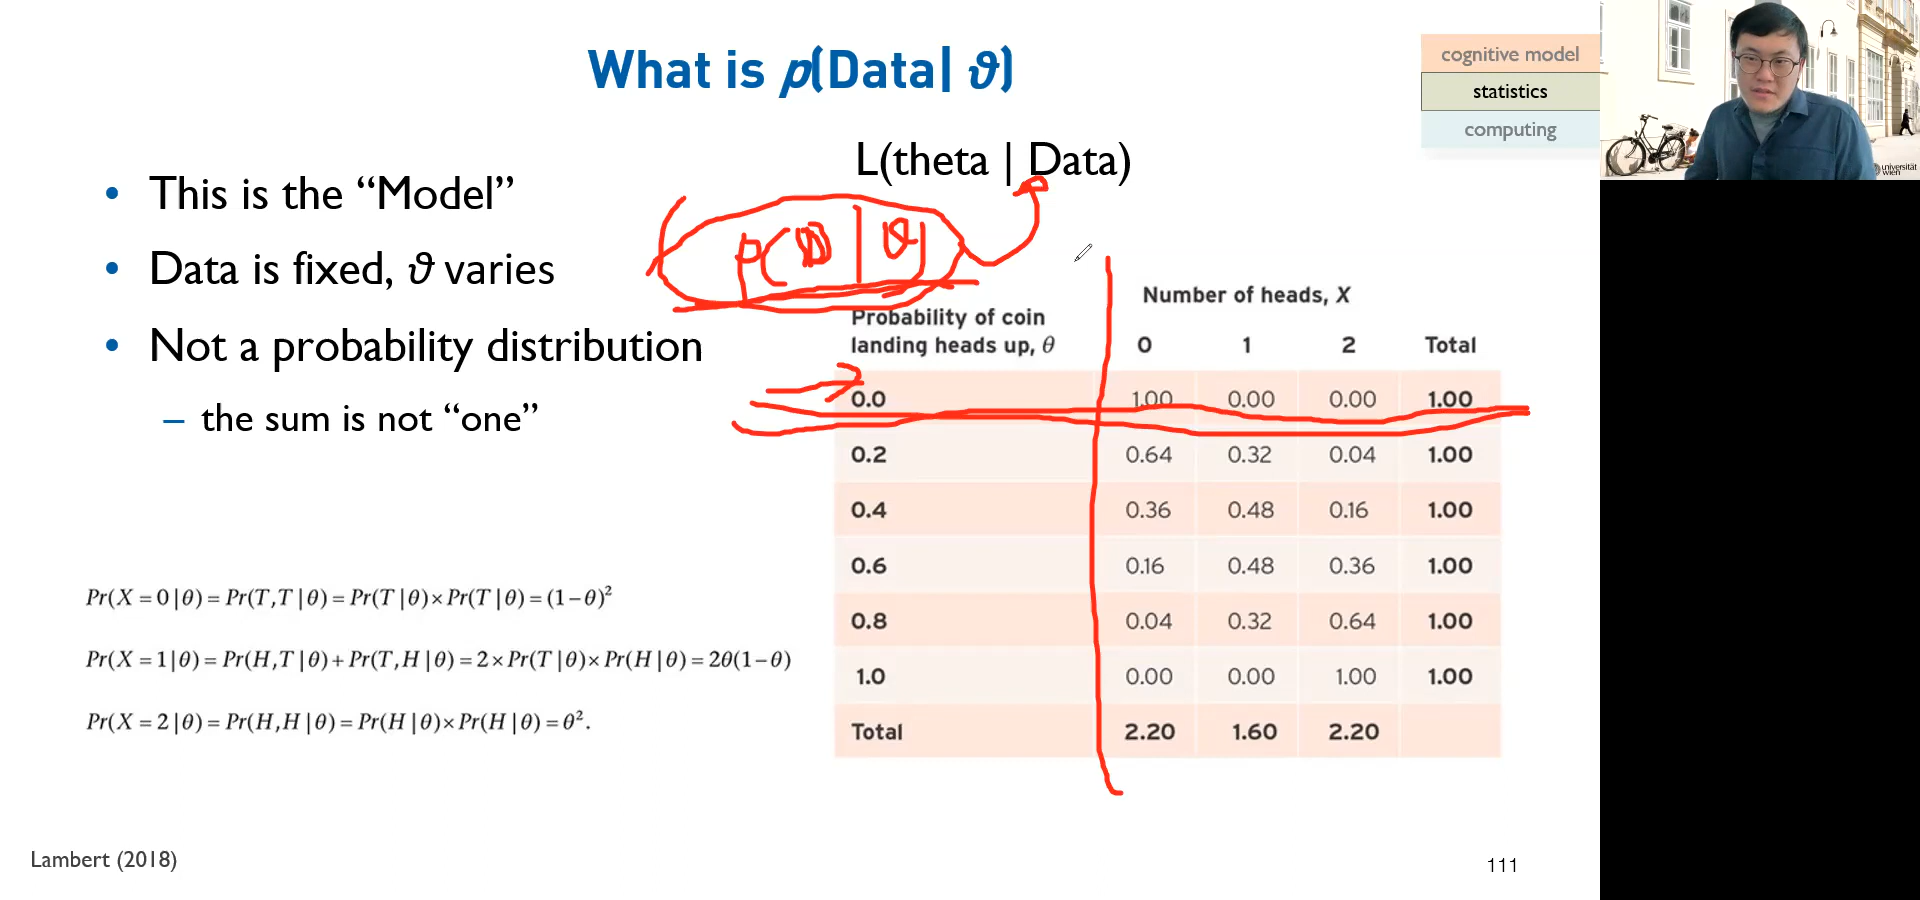 What is p(Data| ϑ)
cognitive model
statistics
computing
L(theta | Data)
• This is the “Model”
p(D|θ)
• Data is fixed, ϑ varies
• Not a probability distribution
– the sum is not “one”
Number of heads, X
Probability of coin
landing heads up, θ 0 1 2 Total
0.0 1.00 0.00 0.00 1.00
0.2 0.64 0.32 0.04 1.00
0.4 0.36 0.48 0.16 1.00
0.6 0.16 0.48 0.36 1.00
0.8 0.04 0.32 0.64 1.00
1.0 0.00 0.00 1.00 1.00
Total 2.20 1.60 2.20
Pr(X = 0|θ) = Pr(T,T|θ) = Pr(T|θ)×Pr(T|θ) = (1−θ)²
Pr(X = 1|θ) = Pr(H,T|θ)+Pr(T,H|θ) = 2×Pr(T|θ)×Pr(H|θ) = 2θ(1−θ)
Pr(X = 2|θ) = Pr(H,H|θ) = Pr(H|θ)×Pr(H|θ) = θ².
Lambert (2018)
111
universität
wien